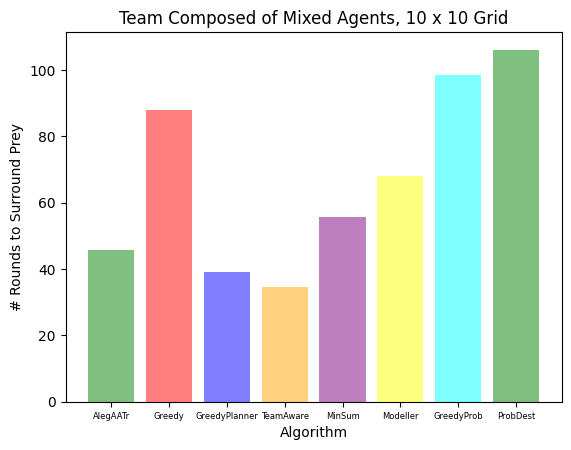 Team Composed of Mixed Agents, 10 x 10 Grid
# Rounds to Surround Prey
100
80
60
40
20
0
AlegAATr Greedy GreedyPlanner TeamAware MinSum Modeller GreedyProb ProbDest
Algorithm